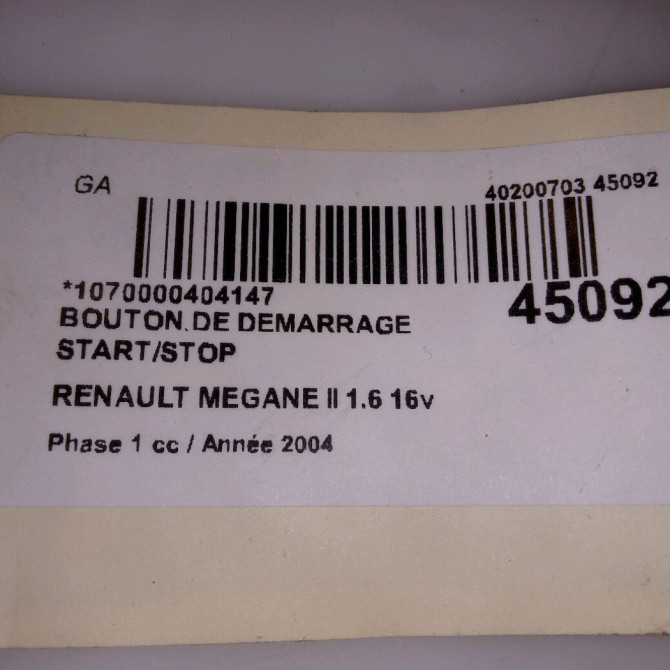 GA
40200703 45092
*1070000404147
45092
BOUTON.DE DEMARRAGE
START/STOP
RENAULT MEGANE II 1.6 16v
Phase 1 cc / Année 2004